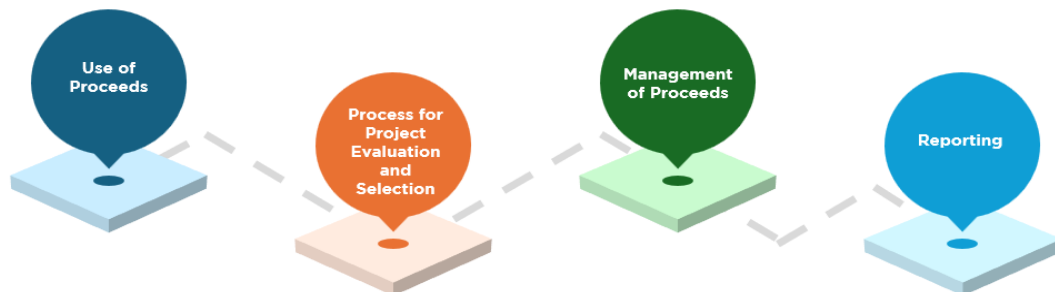 Use of
Proceeds
Process for
Project
Evaluation
and
Selection
Management
of Proceeds
Reporting